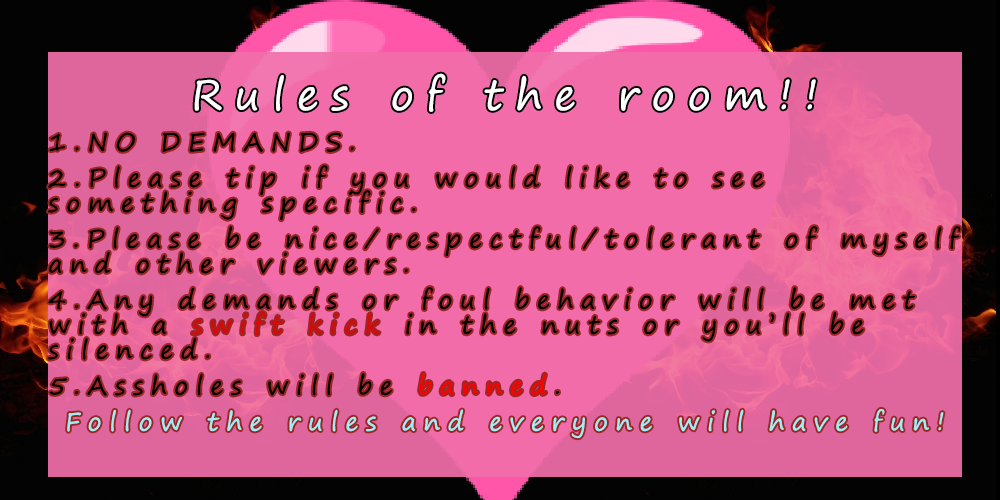 Rules of the room!!
1.NO DEMANDS.
2.Please tip if you would like to see
something specific.
3.Please be nice/respectful/tolerant of myself
and other viewers.
4.Any demands or foul behavior will be met
with a swift kick in the nuts or you’ll be
silenced.
5.Assholes will be banned.
Follow the rules and everyone will have fun!